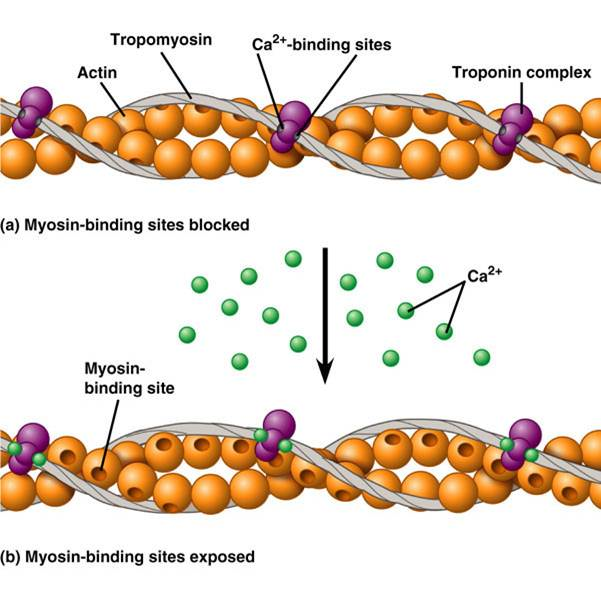 Tropomyosin
Ca2+-binding sites
Actin
Troponin complex
(a) Myosin-binding sites blocked
Ca2+
Myosin-
binding site
(b) Myosin-binding sites exposed